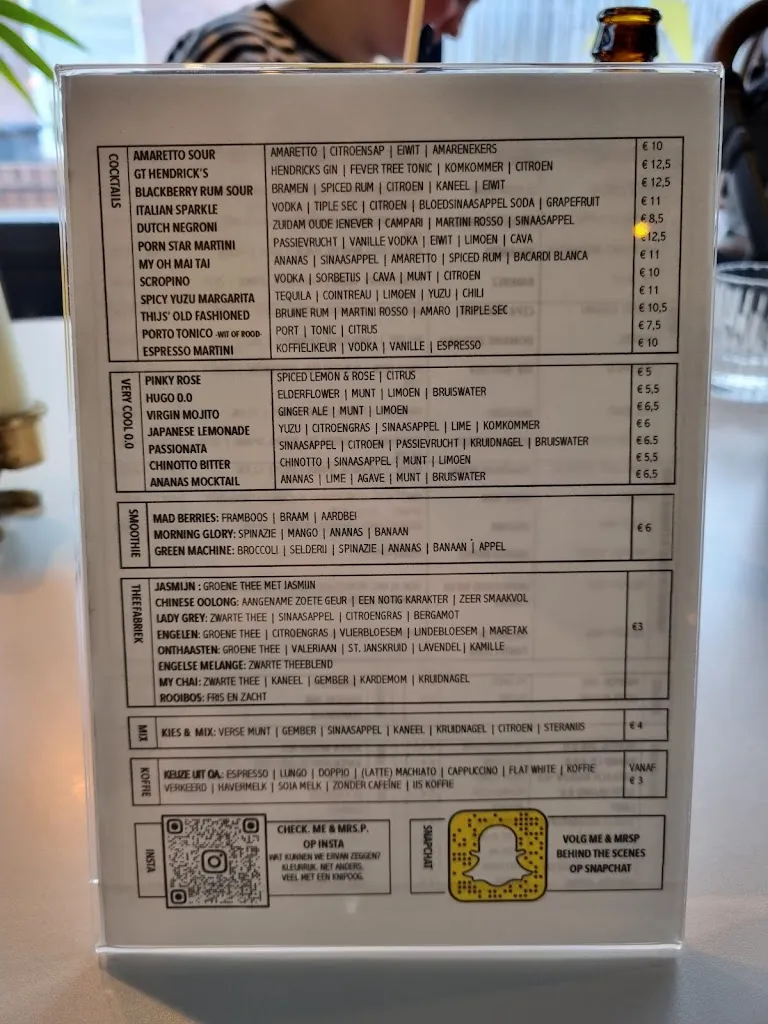 COCKTAILS
AMARETTO SOUR AMARETTO | CITROENSAP | EIWIT | AMARENEKERS € 10
GT HENDRICK'S HENDRICKS GIN | FEVER TREE TONIC | KOMKOMMER | CITROEN € 12,5
BLACKBERRY RUM SOUR BRAMEN | SPICED RUM | CITROEN | KANEEL | EIWIT € 12,5
ITALIAN SPARKLE VODKA | TIPLE SEC | CITROEN | BLOEDSINAASAPPEL SODA | GRAPEFRUIT € 11
DUTCH NEGRONI ZUIDAM OUDE JENEVER | CAMPARI | MARTINI ROSSO | SINAASAPPEL € 8,5
PORN STAR MARTINI PASSIEVRUCHT | VANILLE VODKA | EIWIT | LIMOEN | CAVA €12,5
MY OH MAI TAI ANANAS | SINAASAPPEL | AMARETTO | SPICED RUM | BACARDI BLANCA € 11
SCROPINO VODKA | SORBETIJS | CAVA | MUNT | CITROEN € 10
SPICY YUZU MARGARITA TEQUILA | COINTREAU | LIMOEN | YUZU | CHILI € 11
THIJS' OLD FASHIONED BRUINE RUM | MARTINI ROSSO | AMARO |TRIPLE SEC € 10,5
PORTO TONICO -WIT OF ROOD- PORT | TONIC | CITRUS € 7,5
ESPRESSO MARTINI KOFFIELIKEUR | VODKA | VANILLE | ESPRESSO € 10
VERY COOL 0.0
PINKY ROSE SPICED LEMON & ROSE | CITRUS € 5
HUGO 0.0 ELDERFLOWER | MUNT | LIMOEN | BRUISWATER € 5,5
VIRGIN MOJITO GINGER ALE | MUNT | LIMOEN € 6,5
JAPANESE LEMONADE YUZU | CITROENGRAS | SINAASAPPEL | LIME | KOMKOMMER € 6
PASSIONATA SINAASAPPEL | CITROEN | PASSIEVRUCHT | KRUIDNAGEL | BRUISWATER € 6.5
CHINOTTO BITTER CHINOTTO | SINAASAPPEL | MUNT | LIMOEN € 5,5
ANANAS MOCKTAIL ANANAS | LIME | AGAVE | MUNT | BRUISWATER € 6,5
SMOOTHIE
MAD BERRIES: FRAMBOOS | BRAAM | AARDBEI
MORNING GLORY: SPINAZIE | MANGO | ANANAS | BANAAN € 6
GREEN MACHINE: BROCCOLI | SELDERIJ | SPINAZIE | ANANAS | BANAAN | APPEL
THEEFABRIEK
JASMIJN : GROENE THEE MET JASMIJN
CHINESE OOLONG: AANGENAME ZOETE GEUR | EEN NOTIG KARAKTER | ZEER SMAAKVOL
LADY GREY: ZWARTE THEE | SINAASAPPEL | CITROENGRAS | BERGAMOT
ENGELEN: GROENE THEE | CITROENGRAS | VLIERBLOESEM | LINDEBLOESEM | MARETAK €3
ONTHAASTEN: GROENE THEE | VALERIAAN | ST. JANSKRUID | LAVENDEL| KAMILLE
ENGELSE MELANGE: ZWARTE THEEBLEND
MY CHAI: ZWARTE THEE | KANEEL | GEMBER | KARDEMOM | KRUIDNAGEL
ROOIBOS: FRIS EN ZACHT
MIX
KIES & MIX: VERSE MUNT | GEMBER | SINAASAPPEL | KANEEL | KRUIDNAGEL | CITROEN | STERANIJS € 4
KOFFIE
KEUZE UIT OA.: ESPRESSO | LUNGO | DOPPIO | (LATTE) MACHIATO | CAPPUCCINO | FLAT WHITE | KOFFIE VANAF
VERKEERD | HAVERMELK | SOIA MELK | ZONDER CAFEÏNE | IJS KOFFIE € 3
INSTA
CHECK. ME & MRS.P.
OP INSTA
WAT KUNNEN WE ERVAN ZEGGEN?
KLEURRIJK. NET ANDERS.
VEEL MET EEN KNIPOOG.
SNAPCHAT
VOLG ME & MRSP
BEHIND THE SCENES
OP SNAPCHAT